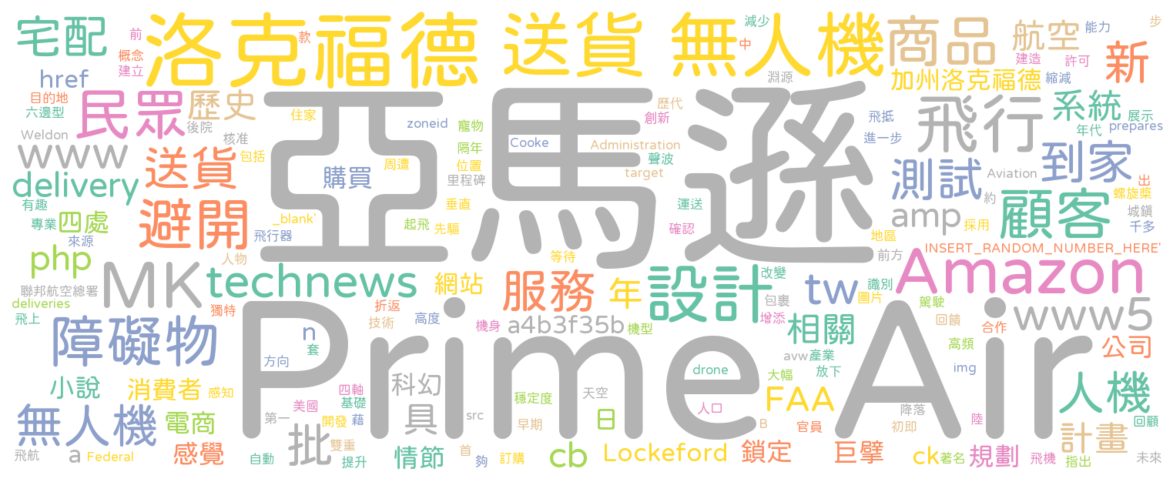 宅配
洛克福德
送貨
無人機
商品
航空
新
減少
中
能力
步
前
概念
建立
款
href
淵源
建造
許可
加州洛克福德
縮減
目的地
六邊型
民眾
歷史
後院
Weldon
核准
www
送貨
包括
住家
zoneid
寵物
隔年
位置
里程碑
周遭
購買
亞馬遜
Cooke
歷代
創新
Administration
聲波
target
飛抵
進一步
飛行
系統
年代
展示
prepares
測試
Aviation
到家
出
螺旋槳
約
城鎮
千多
採用
amp
顧客
地區
delivery
有趣
專業
四處
來源
避開
_blank'
飛行器
人物
起飛
垂直
先驅
運送
確認
等待
前方
INSERT_RANDOM_NUMBER_HERE'
php
MK
technews
網站
服務
年
設計
改變
識別
圖片
tw
Amazon
駕駛
聯邦航空總署
deliveries
飛上
獨特
折返
技術
高度
機身
a4b3f35b
機型
包裹
增添
相關
回饋
合作
www5
高頻
公司
障礙物
n
套
方向
Prime Air
avw
產業
放下
img
drone
大幅
小說
消費者
感知
四軸
美國
基礎
科幻
具
穩定度
早期
天空
日
人口
FAA
人機
無人機
電商
第一
開發
藉
src
B
官員
降落
初即
陸
回顧
飛航
a
Federal
感覺
自動
批
雙重
提升
情節
首
夠
訂購
cb
Lockeford
鎖定
巨擘
ck
著名
規劃
飛機
計畫
指出
未來